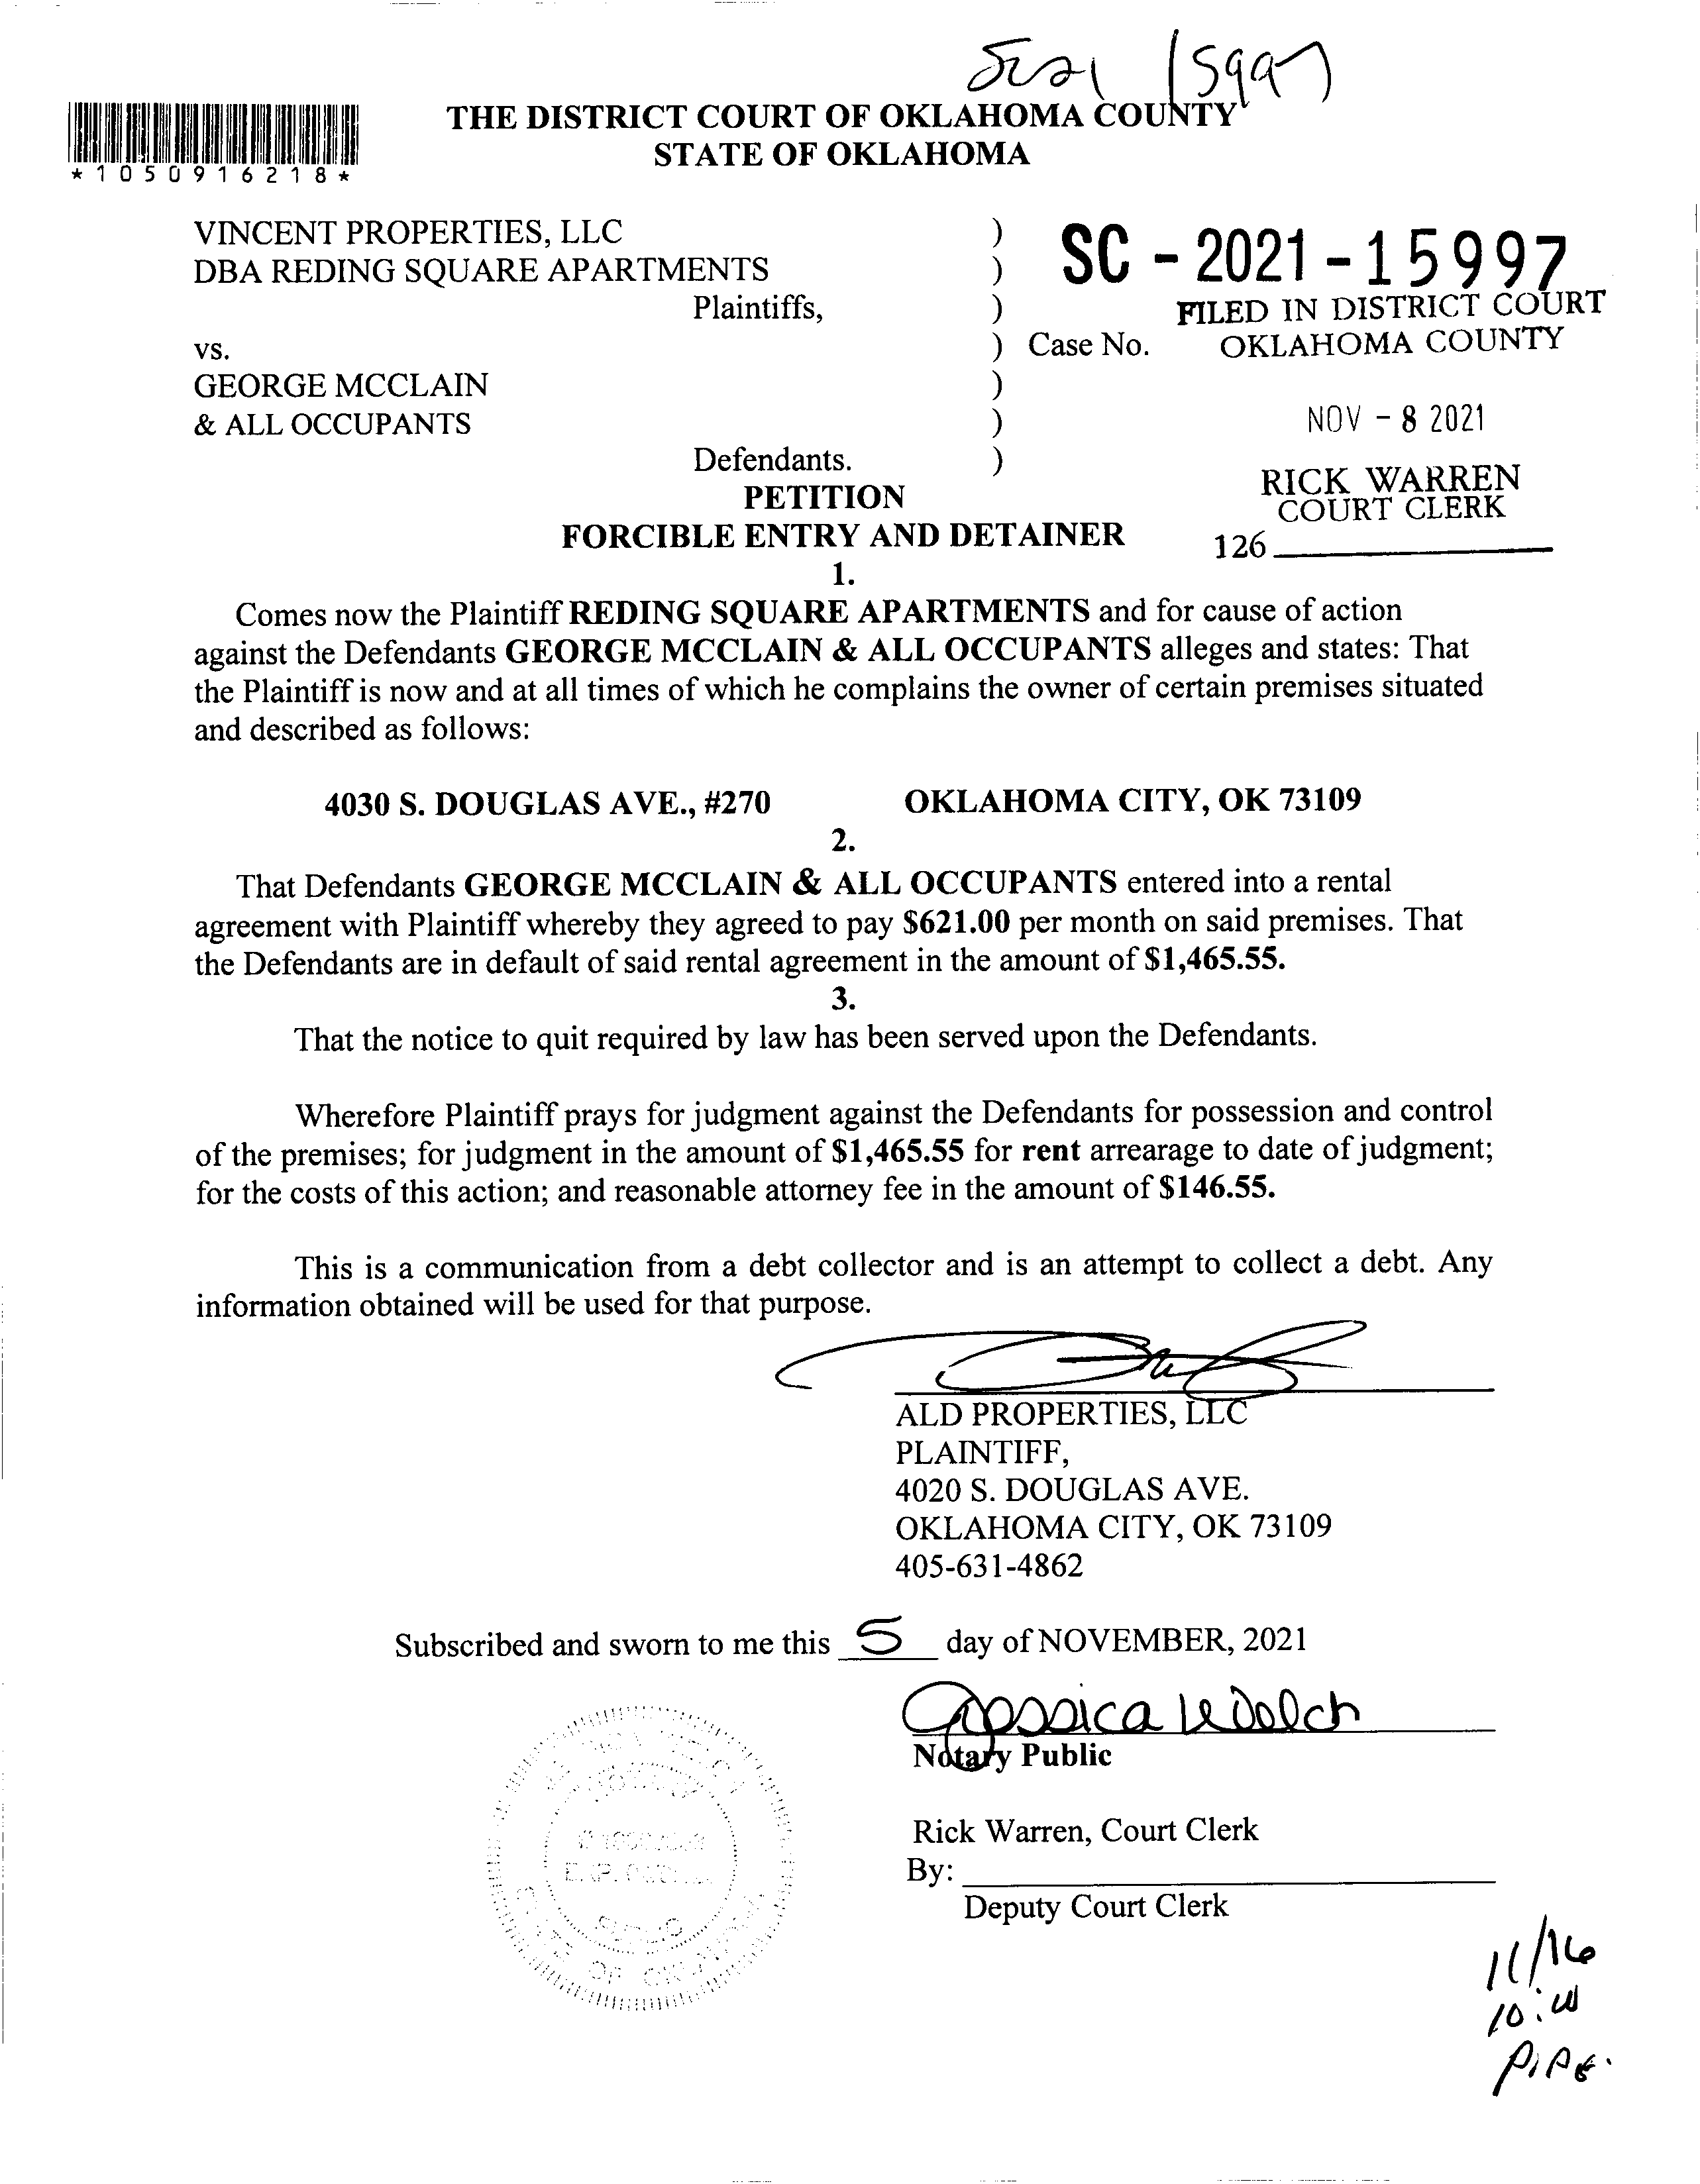 15997
*1050916218*
THE DISTRICT COURT OF OKLAHOMA COUNTY
STATE OF OKLAHOMA
VINCENT PROPERTIES, LLC )
DBA REDING SQUARE APARTMENTS )
Plaintiffs, )
vs. ) Case No.
GEORGE MCCLAIN )
& ALL OCCUPANTS )
Defendants. )
SC - 2021 - 15997
FILED IN DISTRICT COURT
OKLAHOMA COUNTY
NOV - 8 2021
RICK WARREN
COURT CLERK
126
PETITION
FORCIBLE ENTRY AND DETAINER
1.
Comes now the Plaintiff REDING SQUARE APARTMENTS and for cause of action
against the Defendants GEORGE MCCLAIN & ALL OCCUPANTS alleges and states: That
the Plaintiff is now and at all times of which he complains the owner of certain premises situated
and described as follows:
4030 S. DOUGLAS AVE., #270 OKLAHOMA CITY, OK 73109
2.
That Defendants GEORGE MCCLAIN & ALL OCCUPANTS entered into a rental
agreement with Plaintiff whereby they agreed to pay $621.00 per month on said premises. That
the Defendants are in default of said rental agreement in the amount of $1,465.55.
3.
That the notice to quit required by law has been served upon the Defendants.
Wherefore Plaintiff prays for judgment against the Defendants for possession and control
of the premises; for judgment in the amount of $1,465.55 for rent arrearage to date of judgment;
for the costs of this action; and reasonable attorney fee in the amount of $146.55.
This is a communication from a debt collector and is an attempt to collect a debt. Any
information obtained will be used for that purpose.
ALD PROPERTIES, LLC
PLAINTIFF,
4020 S. DOUGLAS AVE.
OKLAHOMA CITY, OK 73109
405-631-4862
Subscribed and sworn to me this 5 day of NOVEMBER, 2021
Jessica Welch
Notary Public
Rick Warren, Court Clerk
By:
Deputy Court Clerk
11/16